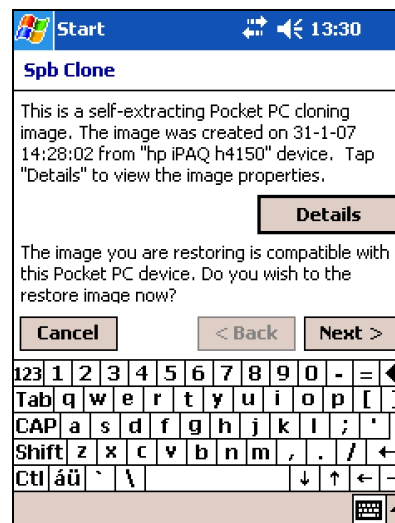 Start 13:30
Spb Clone
This is a self-extracting Pocket PC cloning
image. The image was created on 31-1-07
14:28:02 from "hp iPAQ h4150" device. Tap
"Details" to view the image properties.
Details
The image you are restoring is compatible with
this Pocket PC device. Do you wish to the
restore image now?
Cancel < Back Next >
123 1 2 3 4 5 6 7 8 9 0 - =
Tab q w e r t y u i o p [ ]
CAP a s d f g h j k l ; '
Shift z x c v b n m , . / ←
Ctl áü ` \ ↓ ↑ ← →